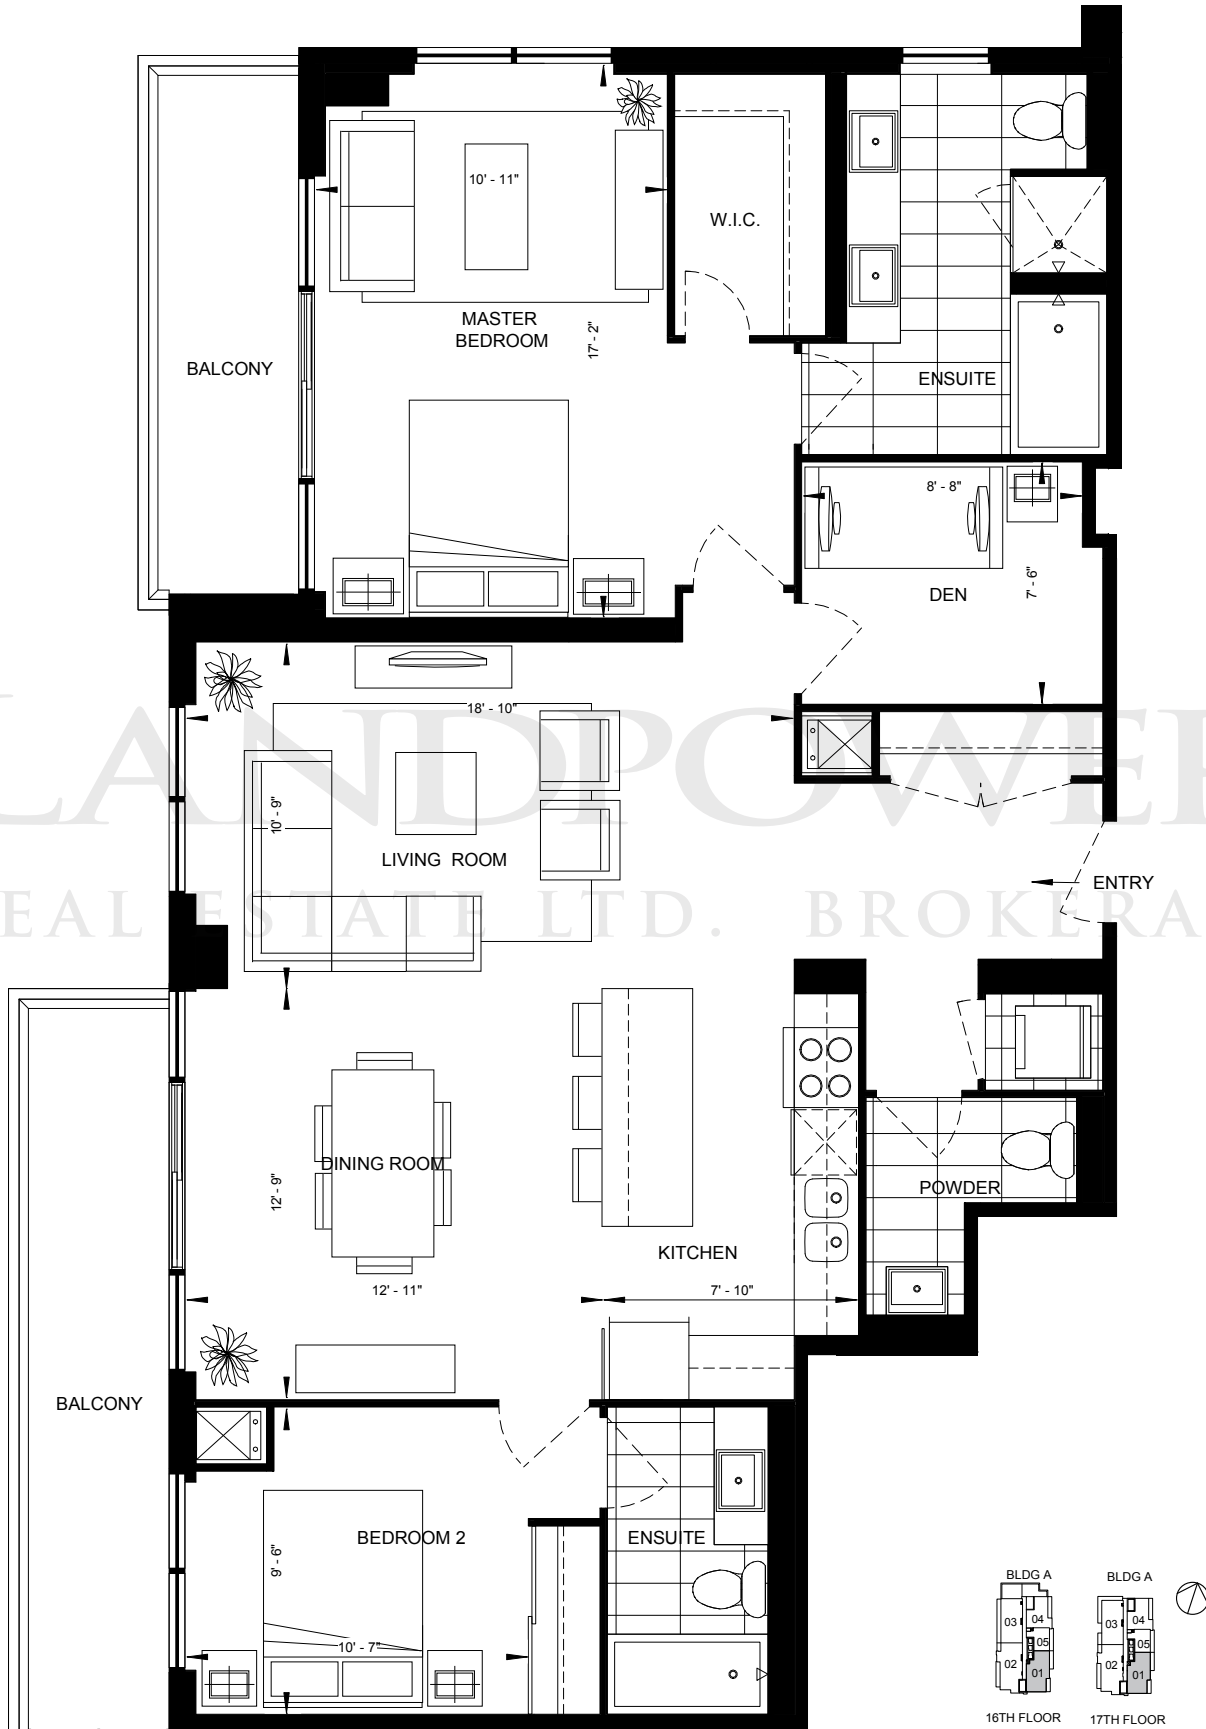 10' - 11"
W.I.C.
MASTER
BEDROOM
17' - 2"
BALCONY
ENSUITE
8' - 8"
DEN
7' - 6"
LANDPOWER
18' - 10"
10' - 9"
LIVING ROOM
ENTRY
REAL ESTATE LTD. BROKERA
DINING ROOM
12' - 9"
POWDER
KITCHEN
12' - 11"
7' - 10"
BALCONY
BEDROOM 2
ENSUITE
9' - 6"
10' - 7"
BLDG A
BLDG A
03
04
05
02
01
03
04
05
02
01
16TH FLOOR
17TH FLOOR